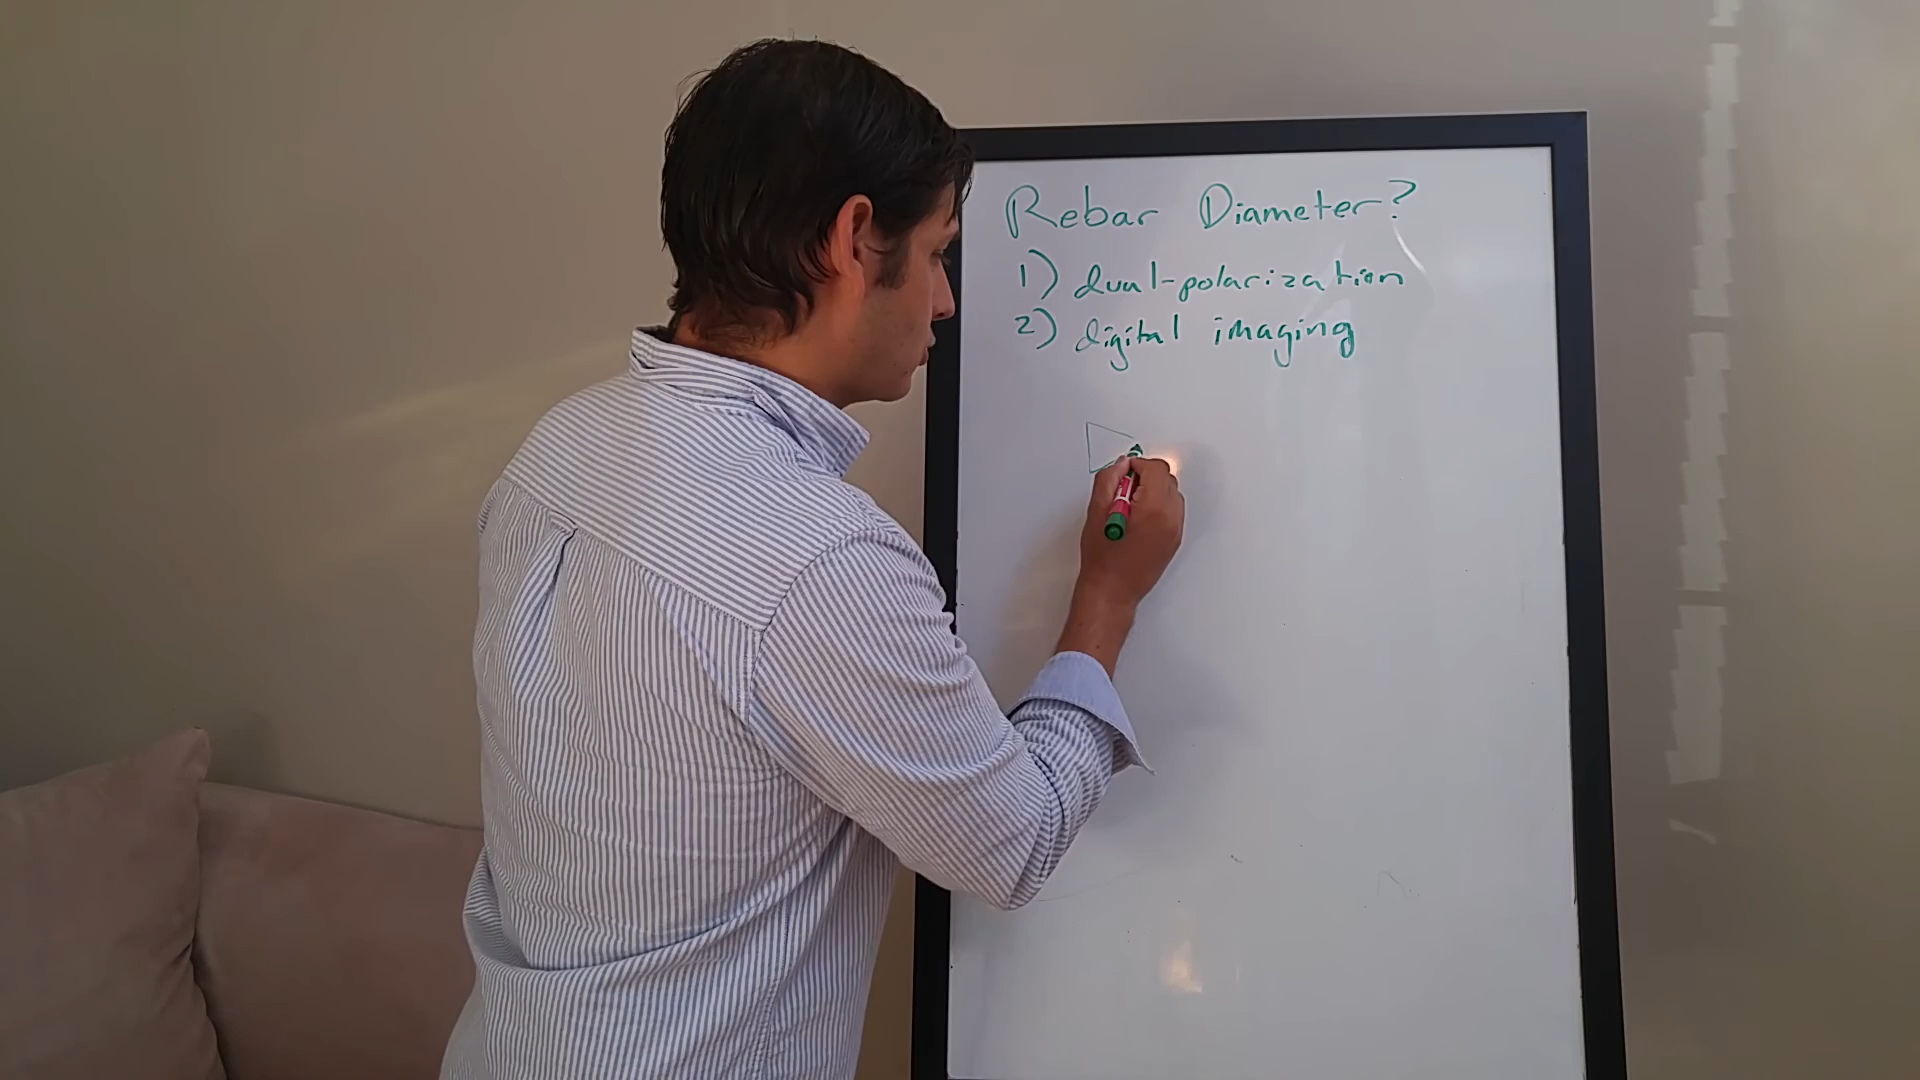 Rebar Diameter?
1) dual-polarization
2) digital imaging